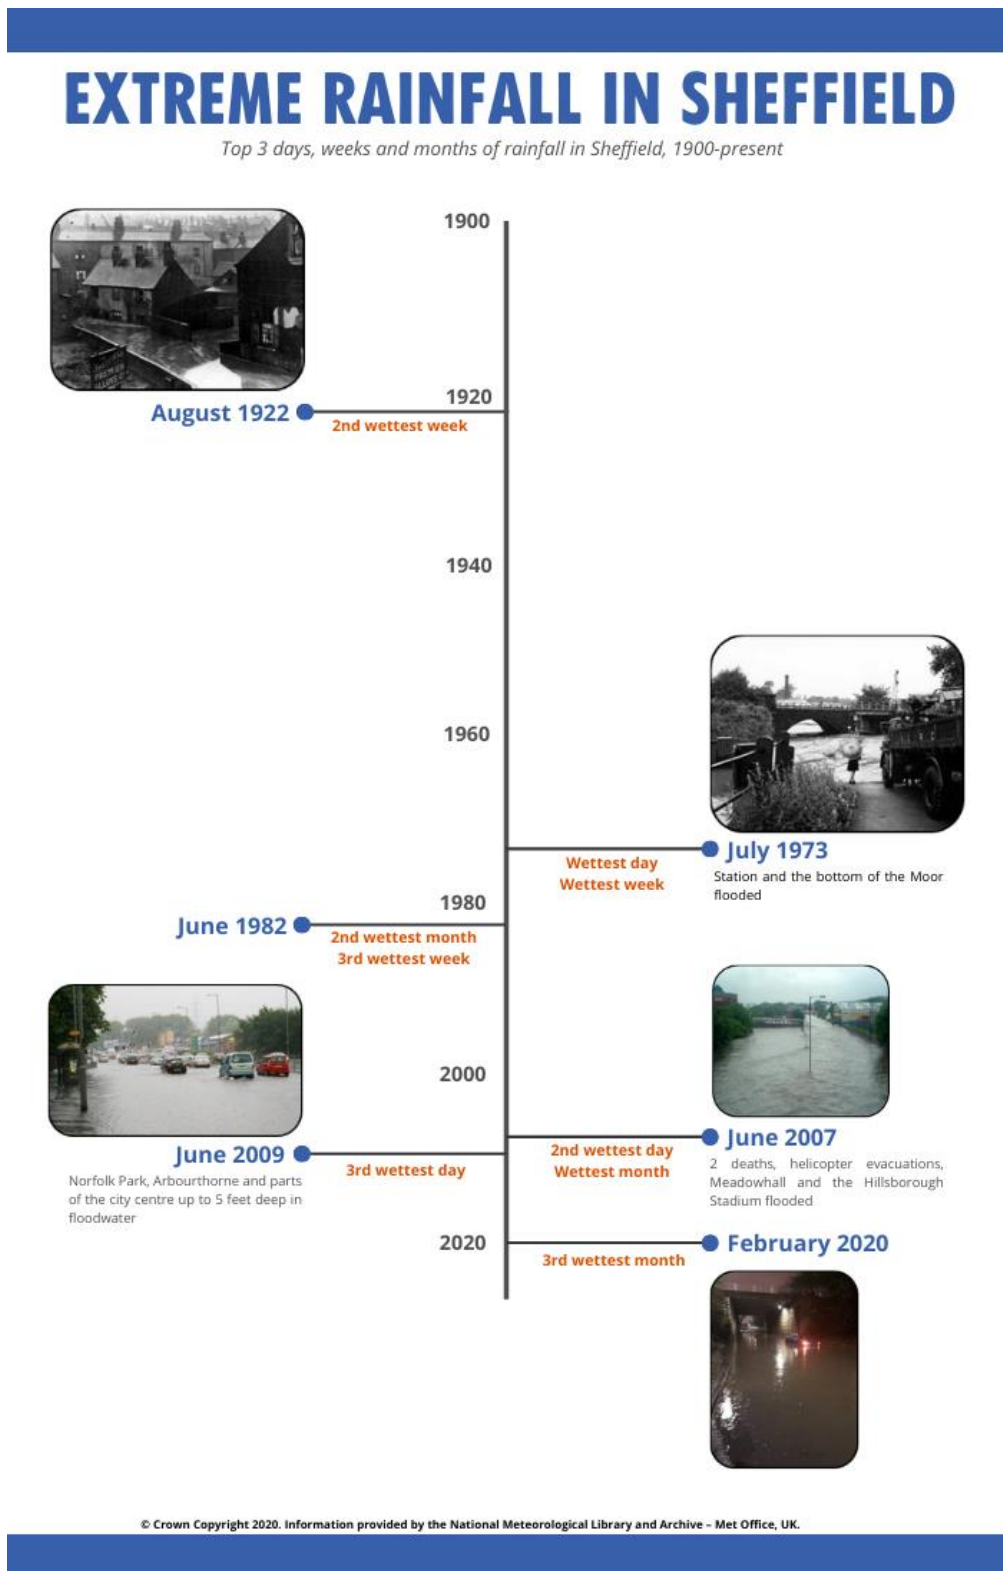 EXTREME RAINFALL IN SHEFFIELD
Top 3 days, weeks and months of rainfall in Sheffield, 1900-present
1900
1920
August 1922
2nd wettest week
1940
1960
July 1973
Wettest day
Wettest week
Station and the bottom of the Moor
flooded
1980
June 1982
2nd wettest month
3rd wettest week
2000
June 2007
2nd wettest day
Wettest month
2 deaths, helicopter evacuations,
Meadowhall and the Hillsborough
Stadium flooded
June 2009
3rd wettest day
Norfolk Park, Arbourthorne and parts
of the city centre up to 5 feet deep in
floodwater
2020
February 2020
3rd wettest month
© Crown Copyright 2020. Information provided by the National Meteorological Library and Archive – Met Office, UK.